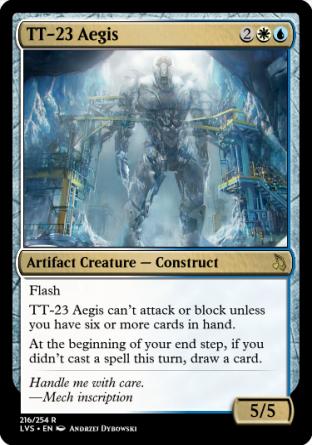 TT-23 Aegis 2
Artifact Creature — Construct
Flash
TT-23 Aegis can't attack or block unless
you have six or more cards in hand.
At the beginning of your end step, if you
didn't cast a spell this turn, draw a card.
Handle me with care.
—Mech inscription
5/5
216/254 R
LVS • EN Andrzej Dybowski